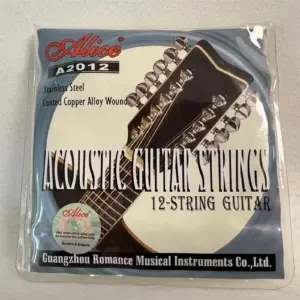 Alice
A2012
Stainless Steel
Coated Copper Alloy Wound
ACOUSTIC GUITAR STRINGS
12-STRING GUITAR
Alice
Guangzhou Romance Musical Instruments Co.,Ltd.